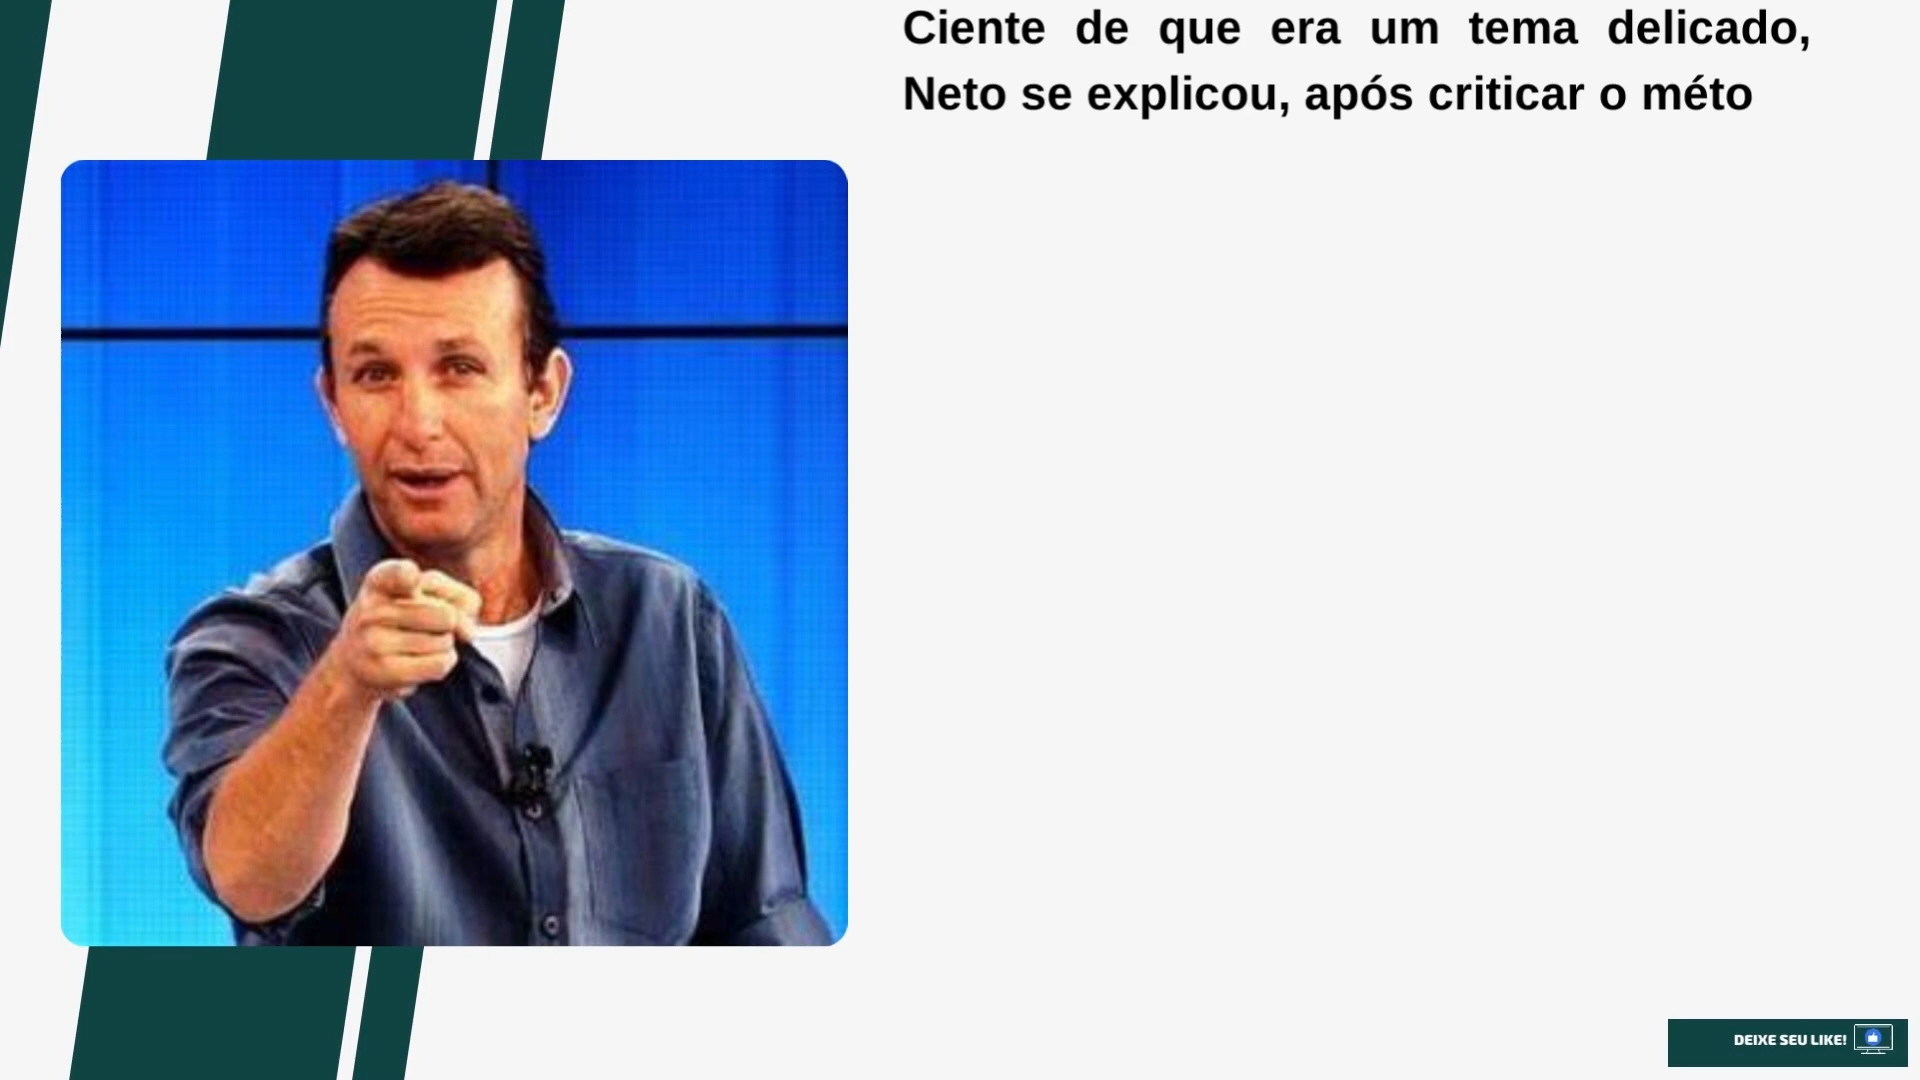 Ciente de que era um tema delicado,
Neto se explicou, após criticar o méto
DEIXE SEU LIKE!